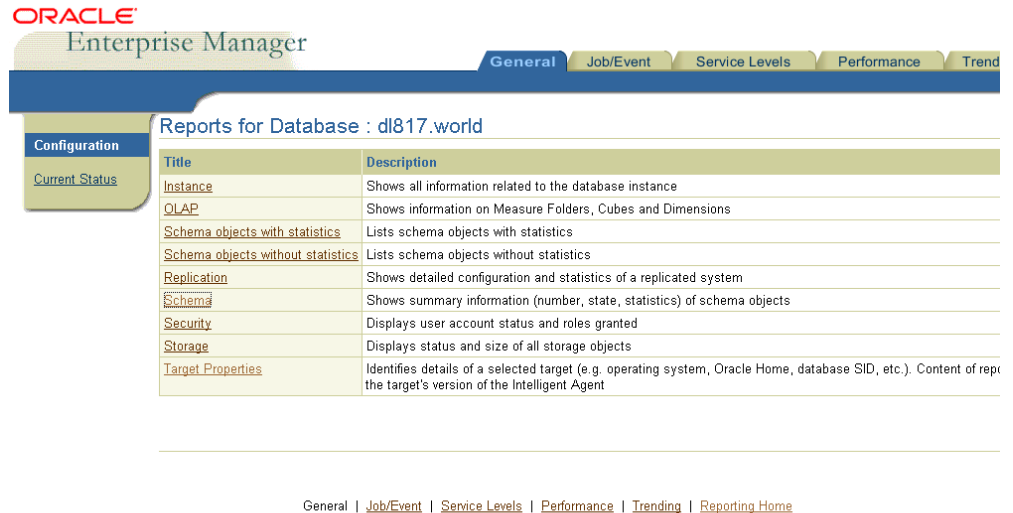 ORACLE
Enterprise Manager
General Job/Event Service Levels Performance Trend
Configuration
Current Status
Reports for Database : dl817.world
Title Description
Instance Shows all information related to the database instance
OLAP Shows information on Measure Folders, Cubes and Dimensions
Schema objects with statistics Lists schema objects with statistics
Schema objects without statistics Lists schema objects without statistics
Replication Shows detailed configuration and statistics of a replicated system
Schema Shows summary information (number, state, statistics) of schema objects
Security Displays user account status and roles granted
Storage Displays status and size of all storage objects
Target Properties Identifies details of a selected target (e.g. operating system, Oracle Home, database SID, etc.). Content of repo
the target's version of the Intelligent Agent
General | Job/Event | Service Levels | Performance | Trending | Reporting Home